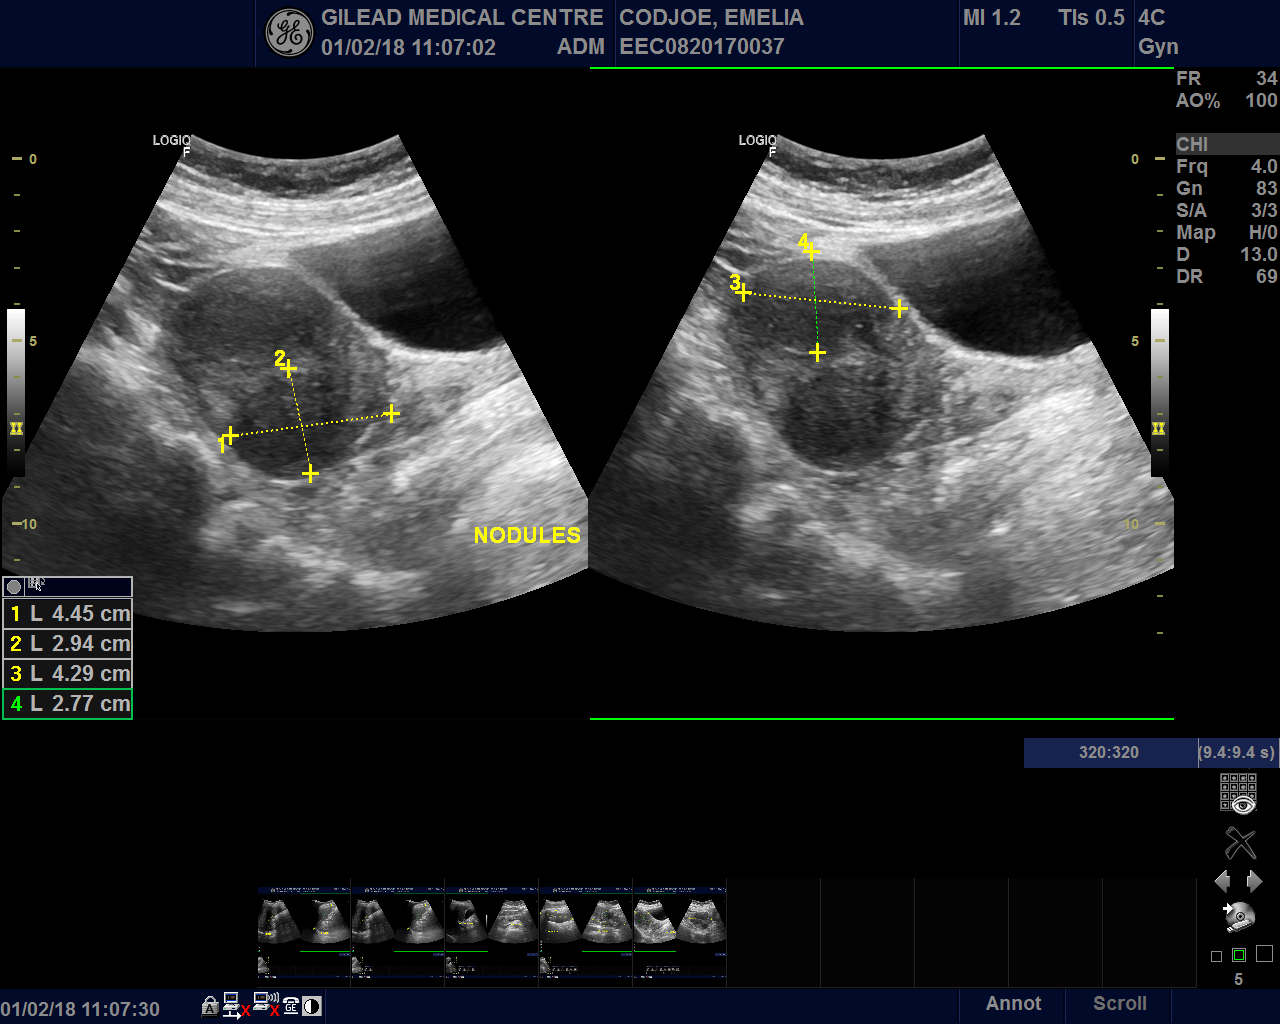 GILEAD MEDICAL CENTRE
01/02/18 11:07:02 ADM
CODJOE, EMELIA
EEC0820170037
MI 1.2 TIs 0.5
4C
Gyn
FR 34
AO% 100
CHI
Frq 4.0
Gn 83
S/A 3/3
Map H/0
D 13.0
DR 69
LOGIQ
F
LOGIQ
F
0
5
10
0
5
10
2
1
4
3
NODULES
1 L 4.45 cm
2 L 2.94 cm
3 L 4.29 cm
4 L 2.77 cm
320:320 (9.4:9.4 s)
5
01/02/18 11:07:30
A
GE
Annot
Scroll